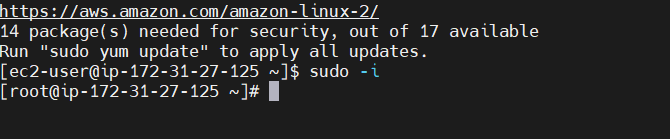 https://aws.amazon.com/amazon-linux-2/
14 package(s) needed for security, out of 17 available
Run "sudo yum update" to apply all updates.
[ec2-user@ip-172-31-27-125 ~]$ sudo -i
[root@ip-172-31-27-125 ~]#